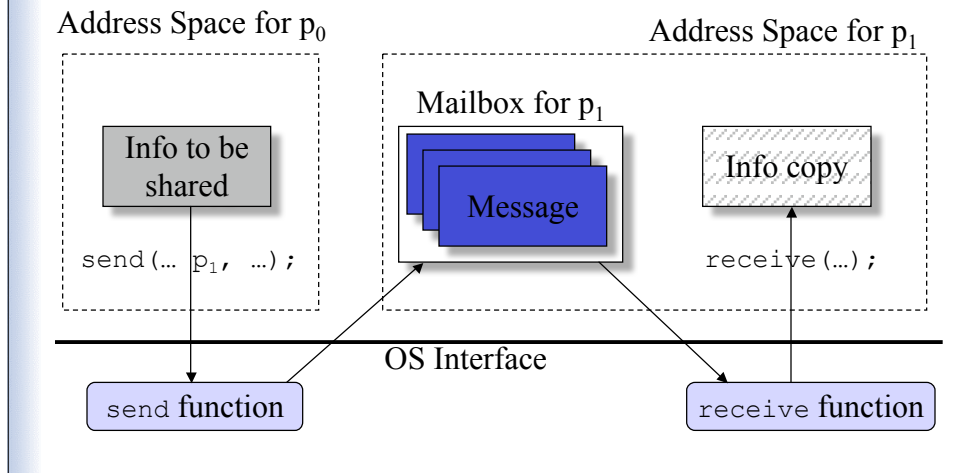 Address Space for p₀
Address Space for p₁
Mailbox for p₁
Info to be
shared
Message
Info copy
send(… p₁, …);
receive(…);
OS Interface
send function
receive function